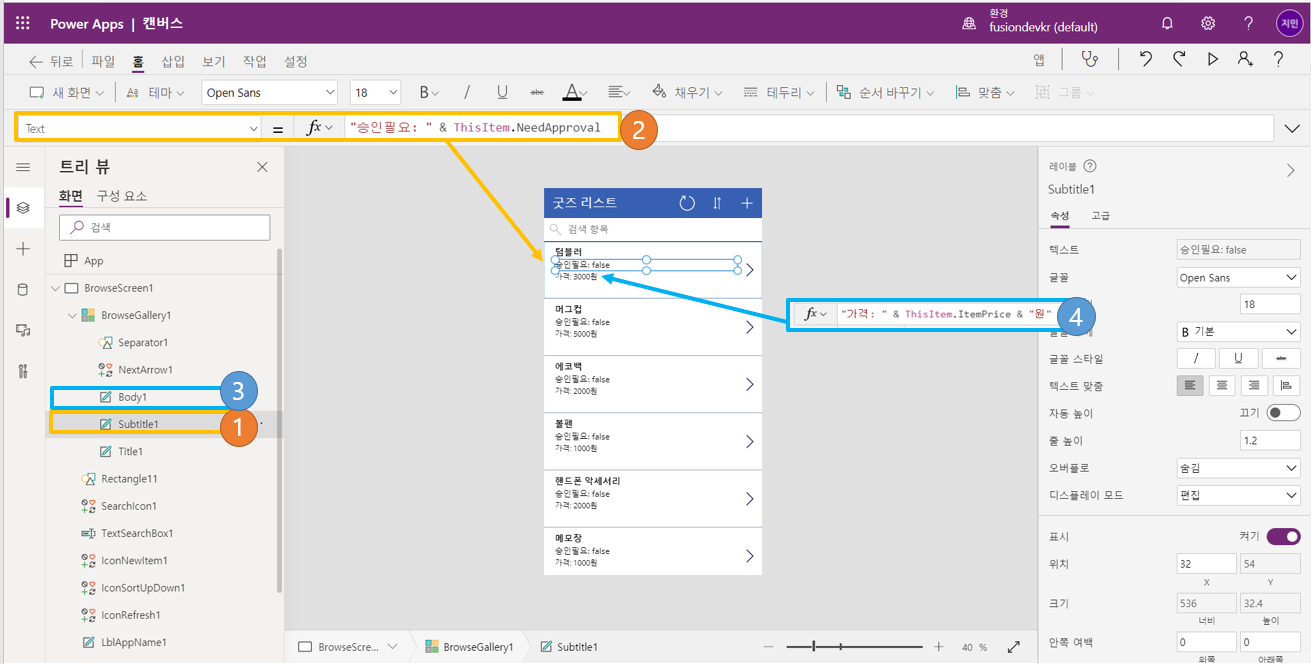 Power Apps | 캔버스
환경
fusiondevkr (default)
지민
뒤로 파일 홈 삽입 보기 작업 설정 앱
새 화면 테마 Open Sans 18 B / U abc A 채우기 테두리 순서 바꾸기 맞춤 그룹
Text = fx "승인필요: " & ThisItem.NeedApproval 2
트리 뷰
화면 구성 요소
검색
App
BrowseScreen1
BrowseGallery1
Separator1
NextArrow1
Body1 3
Subtitle1 1
Title1
Rectangle11
SearchIcon1
TextSearchBox1
IconNewItem1
IconSortUpDown1
IconRefresh1
LblAppName1
굿즈 리스트
검색 항목
텀블러
승인필요: false
가격: 3000원
머그컵
승인필요: false
가격: 5000원
에코백
승인필요: false
가격: 2000원
볼펜
승인필요: false
가격: 1000원
핸드폰 악세서리
승인필요: false
가격: 2000원
메모장
승인필요: false
가격: 1000원
fx "가격: " & ThisItem.ItemPrice & "원" 4
BrowseScre... BrowseGallery1 Subtitle1 40 %
레이블
Subtitle1
속성 고급
텍스트 승인필요: false
글꼴 Open Sans
18
B 기본
글꼴 스타일 / U abc
텍스트 맞춤
자동 높이 끄기
줄 높이 1.2
오버플로 숨김
디스플레이 모드 편집
표시 켜기
위치 32 54
X Y
크기 536 32.4
너비 높이
안쪽 여백 0 0
위쪽 아래쪽